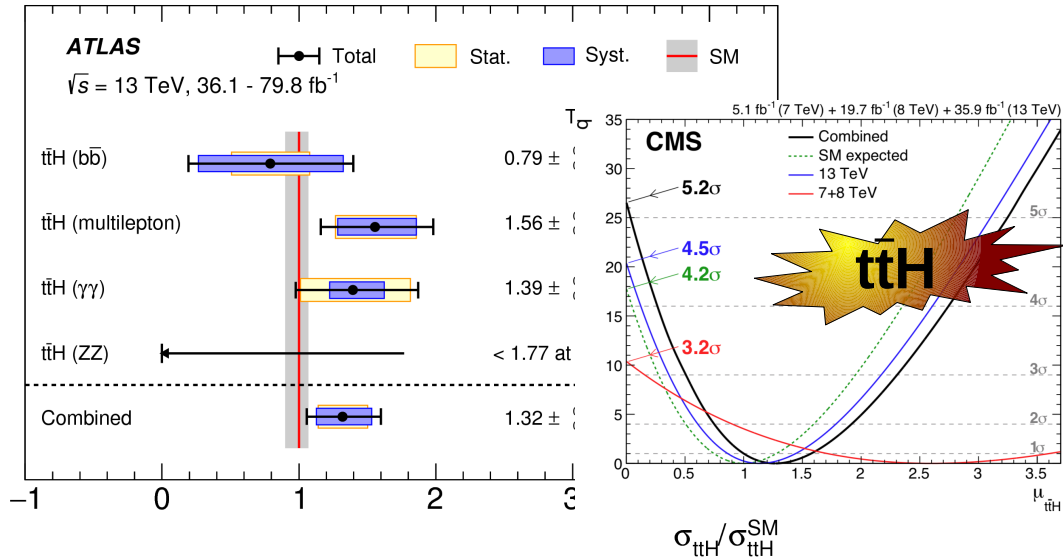 ATLAS
Total Stat. Syst. SM
√s = 13 TeV, 36.1 - 79.8 fb⁻¹
tt̄H (bb̄) 0.79 ±
tt̄H (multilepton) 1.56 ±
tt̄H (γγ) 1.39 ±
tt̄H (ZZ) < 1.77 at
Combined 1.32 ±
−1 0 1 2 3
σttH/σSMttH
5.1 fb⁻¹ (7 TeV) + 19.7 fb⁻¹ (8 TeV) + 35.9 fb⁻¹ (13 TeV)
CMS
Combined
SM expected
13 TeV
7+8 TeV
35
30
25
20
15
10
5
0
5.2σ
4.5σ
4.2σ
3.2σ
tt̄H
5σ
4σ
3σ
2σ
1σ
0 0.5 1.0 1.5 2.0 2.5 3.0 3.5
μtt̄H